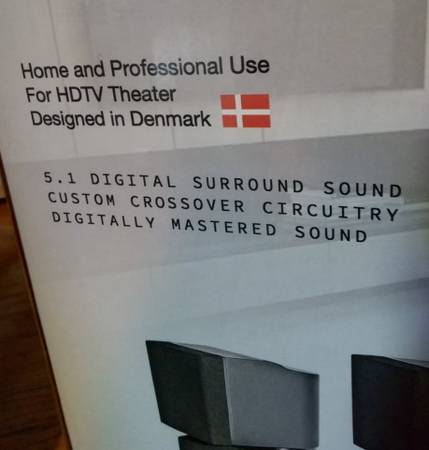 Home and Professional Use
For HDTV Theater
Designed in Denmark
5.1 DIGITAL SURROUND SOUND
CUSTOM CROSSOVER CIRCUITRY
DIGITALLY MASTERED SOUND